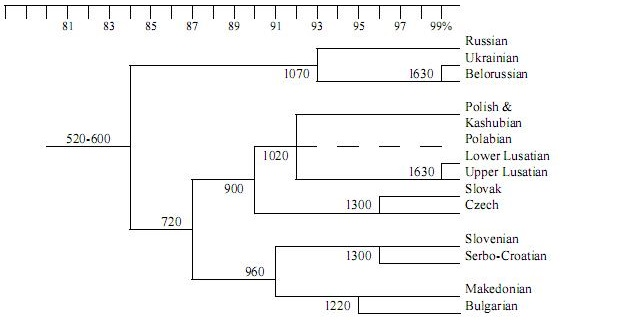 81 83 85 87 89 91 93 95 97 99%
Russian
Ukrainian
1070 1630 Belorussian
Polish &
Kashubian
520-600 Polabian
1020 Lower Lusatian
1630 Upper Lusatian
900 Slovak
1300 Czech
720
Slovenian
1300 Serbo-Croatian
960
Makedonian
1220 Bulgarian